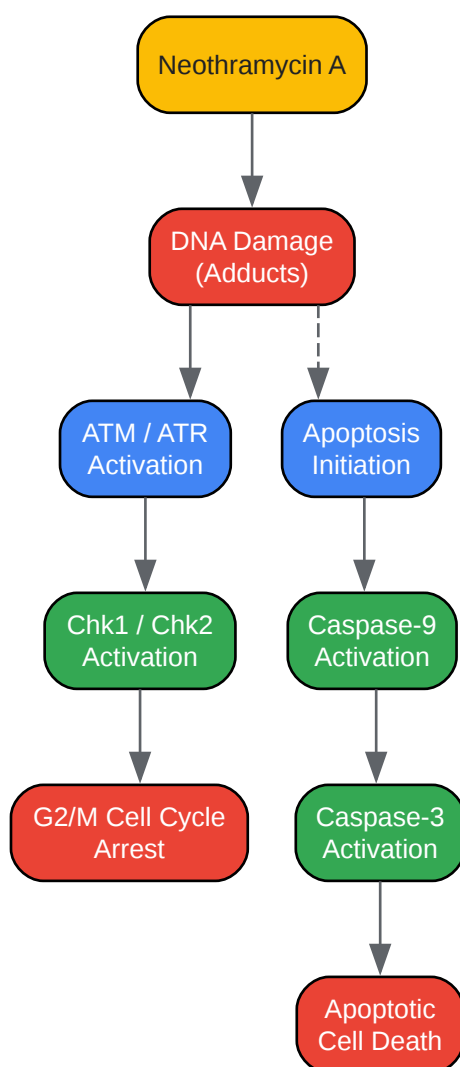 Neothramycin A
DNA Damage
(Adducts)
ATM / ATR
Activation
Apoptosis
Initiation
Chk1 / Chk2
Activation
Caspase-9
Activation
G2/M Cell Cycle
Arrest
Caspase-3
Activation
Apoptotic
Cell Death